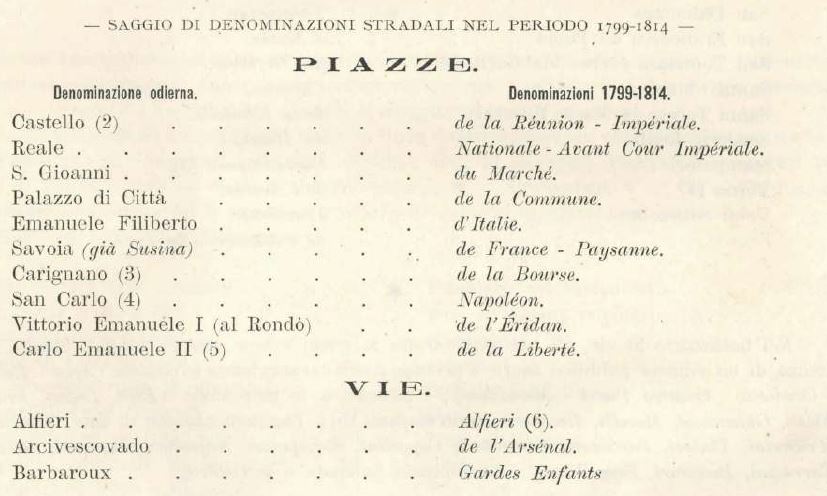 — SAGGIO DI DENOMINAZIONI STRADALI NEL PERIODO 1799-1814 —
PIAZZE.
Denominazione odierna. Denominazioni 1799-1814.
Castello (2) . . . . . de la Réunion - Impériale.
Reale . . . . . . . Nationale - Avant Cour Impériale.
S. Gioanni . . . . . . du Marché.
Palazzo di Città . . . . . de la Commune.
Emanuele Filiberto . . . . . d'Italie.
Savoia (già Susina) . . . . . de France - Paysanne.
Carignano (3) . . . . . de la Bourse.
San Carlo (4) . . . . . Napoléon.
Vittorio Emanuele I (al Rondò) . . . de l'Éridan.
Carlo Emanuele II (5) . . . . de la Liberté.
VIE.
Alfieri . . . . . . . Alfieri (6).
Arcivescovado . . . . . de l'Arsénal.
Barbaroux . . . . . . Gardes Enfants